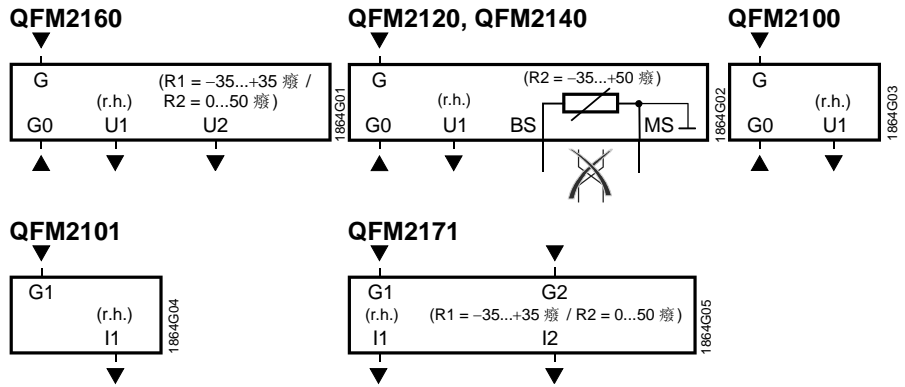 QFM2160
G
(R1 = −35...+35 癈 /
R2 = 0...50 癈)
(r.h.)
G0 U1 U2
1864G01
QFM2120, QFM2140
G
(R2 = −35...+50 癈)
(r.h.)
G0 U1 BS MS
1864G02
QFM2100
G
(r.h.)
G0 U1
1864G03
QFM2101
G1
(r.h.)
I1
1864G04
QFM2171
G1 G2
(r.h.) (R1 = −35...+35 癈 / R2 = 0...50 癈)
I1 I2
1864G05